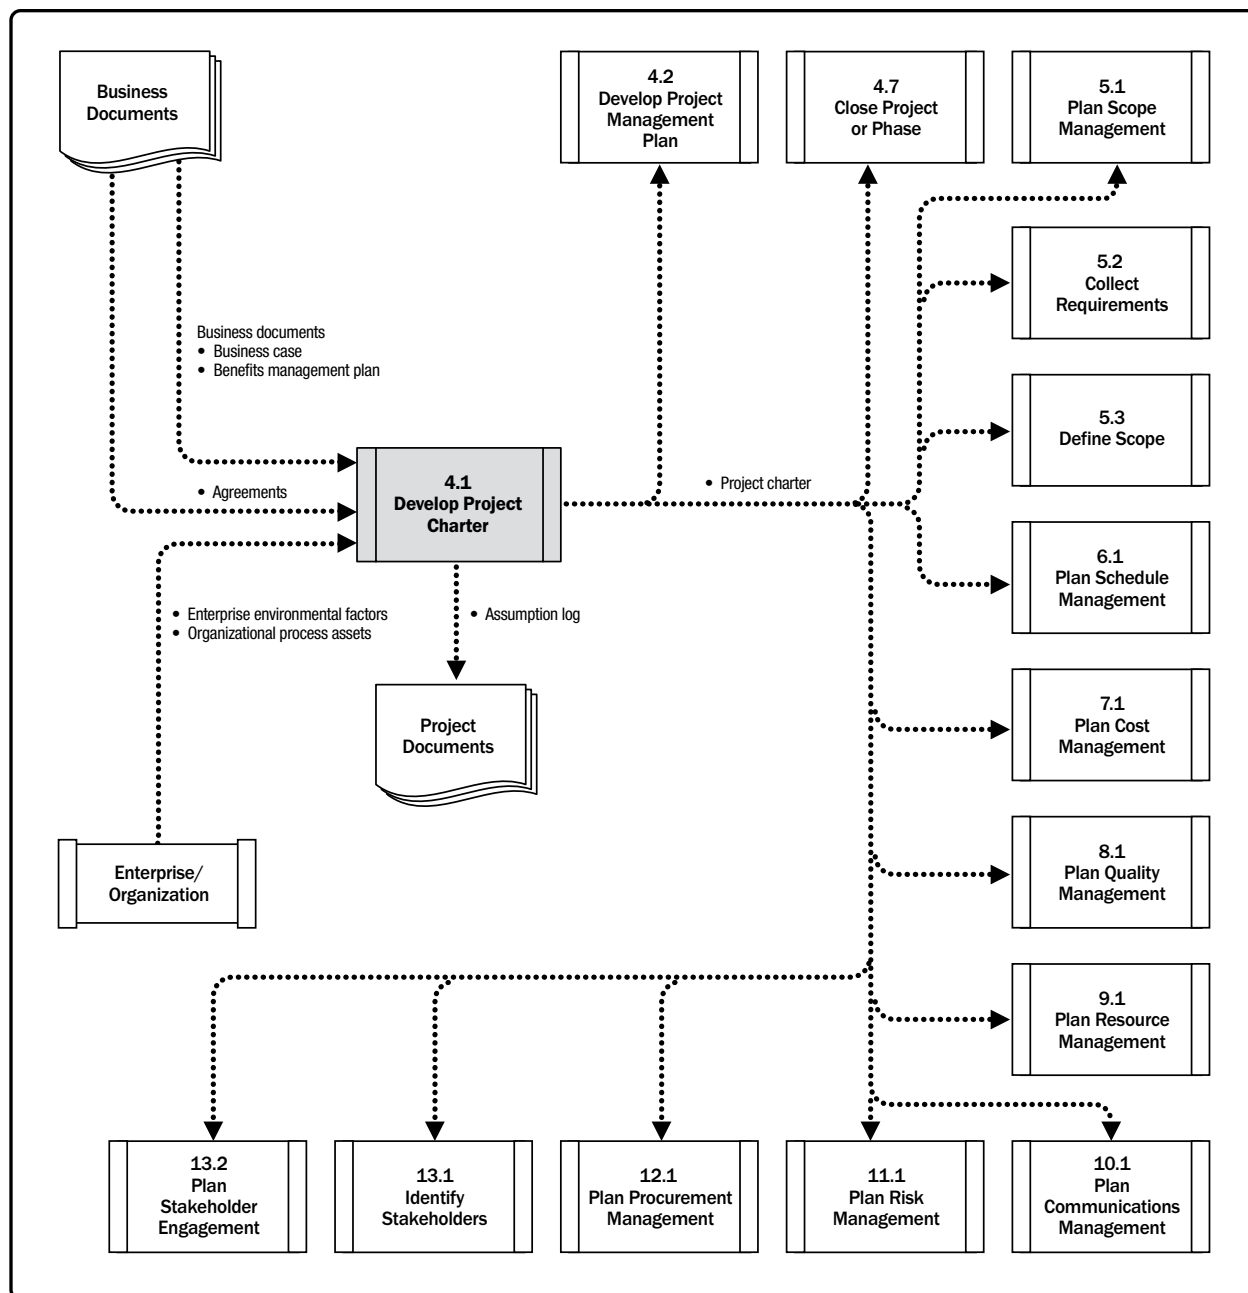 Business
Documents
4.2
Develop Project
Management
Plan
4.7
Close Project
or Phase
5.1
Plan Scope
Management
5.2
Collect
Requirements
Business documents
• Business case
• Benefits management plan
5.3
Define Scope
• Agreements
4.1
Develop Project
Charter
• Project charter
6.1
Plan Schedule
Management
• Enterprise environmental factors
• Organizational process assets
• Assumption log
Project
Documents
7.1
Plan Cost
Management
Enterprise/
Organization
8.1
Plan Quality
Management
9.1
Plan Resource
Management
13.2
Plan
Stakeholder
Engagement
13.1
Identify
Stakeholders
12.1
Plan Procurement
Management
11.1
Plan Risk
Management
10.1
Plan
Communications
Management